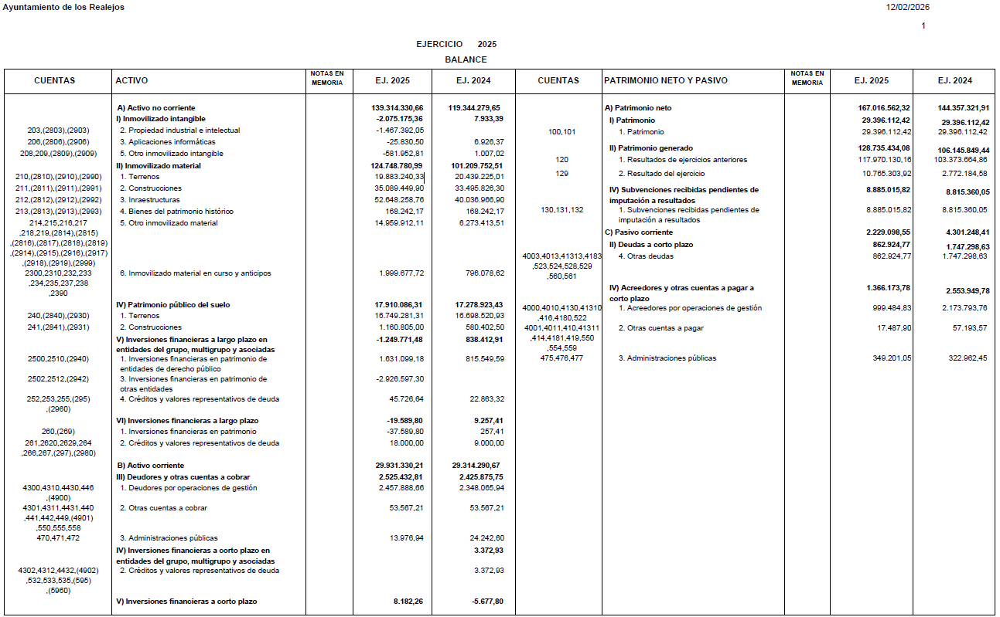 Ayuntamiento de los Realejos 12/02/2026
1
EJERCICIO 2025
BALANCE
CUENTAS ACTIVO NOTAS EN MEMORIA EJ. 2025 EJ. 2024 CUENTAS PATRIMONIO NETO Y PASIVO NOTAS EN MEMORIA EJ. 2025 EJ. 2024
A) Activo no corriente 139.314.330,66 119.344.279,65
I) Inmovilizado intangible -2.075.175,36 7.933,39
203,(2803),(2903) 2. Propiedad industrial e intelectual -1.467.392,05
206,(2806),(2906) 3. Aplicaciones informáticas -25.830,50 6.926,37
208,209,(2809),(2909) 5. Otro inmovilizado intangible -581.952,81 1.007,02
II) Inmovilizado material 124.748.780,99 101.209.752,51
210,(2810),(2910),(2990) 1. Terrenos 19.883.240,33 20.439.225,01
211,(2811),(2911),(2991) 2. Construcciones 35.089.449,90 33.495.826,30
212,(2812),(2912),(2992) 3. Inraestructuras 52.648.258,76 40.036.966,90
213,(2813),(2913),(2993) 4. Bienes del patrimonio histórico 168.242,17 168.242,17
214,215,216,217 5. Otro inmovilizado material 14.959.912,11 6.273.413,51
,218,219,(2814),(2815)
,(2816),(2817),(2818),(2819)
,(2914),(2915),(2916),(2917)
,(2918),(2919),(2999)
2300,2310,232,233 6. Inmovilizado material en curso y anticipos 1.999.677,72 796.078,62
,234,235,237,238
,2390
IV) Patrimonio público del suelo 17.910.086,31 17.278.923,43
240,(2840),(2930) 1. Terrenos 16.749.281,31 16.698.520,93
241,(2841),(2931) 2. Construcciones 1.160.805,00 580.402,50
V) Inversiones financieras a largo plazo en -1.249.771,48 838.412,91
entidades del grupo, multigrupo y asociadas
2500,2510,(2940) 1. Inversiones financieras en patrimonio de 1.631.099,18 815.549,59
entidades de derecho público
2502,2512,(2942) 3. Inversiones financieras en patrimonio de -2.926.597,30
otras entidades
252,253,255,(295) 4. Créditos y valores representativos de deuda 45.726,64 22.863,32
,(2960)
VI) Inversiones financieras a largo plazo -19.589,80 9.257,41
260,(269) 1. Inversiones financieras en patrimonio -37.589,80 257,41
261,2620,2629,264 2. Créditos y valores representativos de deuda 18.000,00 9.000,00
,266,267,(297),(2980)
B) Activo corriente 29.931.330,21 29.314.290,67
III) Deudores y otras cuentas a cobrar 2.525.432,81 2.425.875,75
4300,4310,4430,446 1. Deudores por operaciones de gestión 2.457.888,66 2.348.065,94
,(4900)
4301,4311,4431,440 2. Otras cuentas a cobrar 53.567,21 53.567,21
,441,442,449,(4901)
,550,555,558
470,471,472 3. Administraciones públicas 13.976,94 24.242,60
IV) Inversiones financieras a corto plazo en 3.372,93
entidades del grupo, multigrupo y asociadas
4302,4312,4432,(4902) 2. Créditos y valores representativos de deuda 3.372,93
,532,533,535,(595)
,(5960)
V) Inversiones financieras a corto plazo 8.182,26 -5.677,80
A) Patrimonio neto 167.016.562,32 144.357.321,91
I) Patrimonio 29.396.112,42 29.396.112,42
100,101 1. Patrimonio 29.396.112,42 29.396.112,42
II) Patrimonio generado 128.735.434,08 106.145.849,44
120 1. Resultados de ejercicios anteriores 117.970.130,16 103.373.664,86
129 2. Resultado del ejercicio 10.765.303,92 2.772.184,58
IV) Subvenciones recibidas pendientes de 8.885.015,82 8.815.360,05
imputación a resultados
130,131,132 1. Subvenciones recibidas pendientes de 8.885.015,82 8.815.360,05
imputación a resultados
C) Pasivo corriente 2.229.098,55 4.301.248,41
II) Deudas a corto plazo 862.924,77 1.747.298,63
4003,4013,41313,4183 4. Otras deudas 862.924,77 1.747.298,63
,523,524,528,529
,560,561
IV) Acreedores y otras cuentas a pagar a 1.366.173,78 2.553.949,78
corto plazo
4000,4010,4130,41310 1. Acreedores por operaciones de gestión 999.484,83 2.173.793,76
,416,4180,522
4001,4011,410,41311 2. Otras cuentas a pagar 17.487,90 57.193,57
,414,4181,419,550
,554,559
475,476,477 3. Administraciones públicas 349.201,05 322.962,45